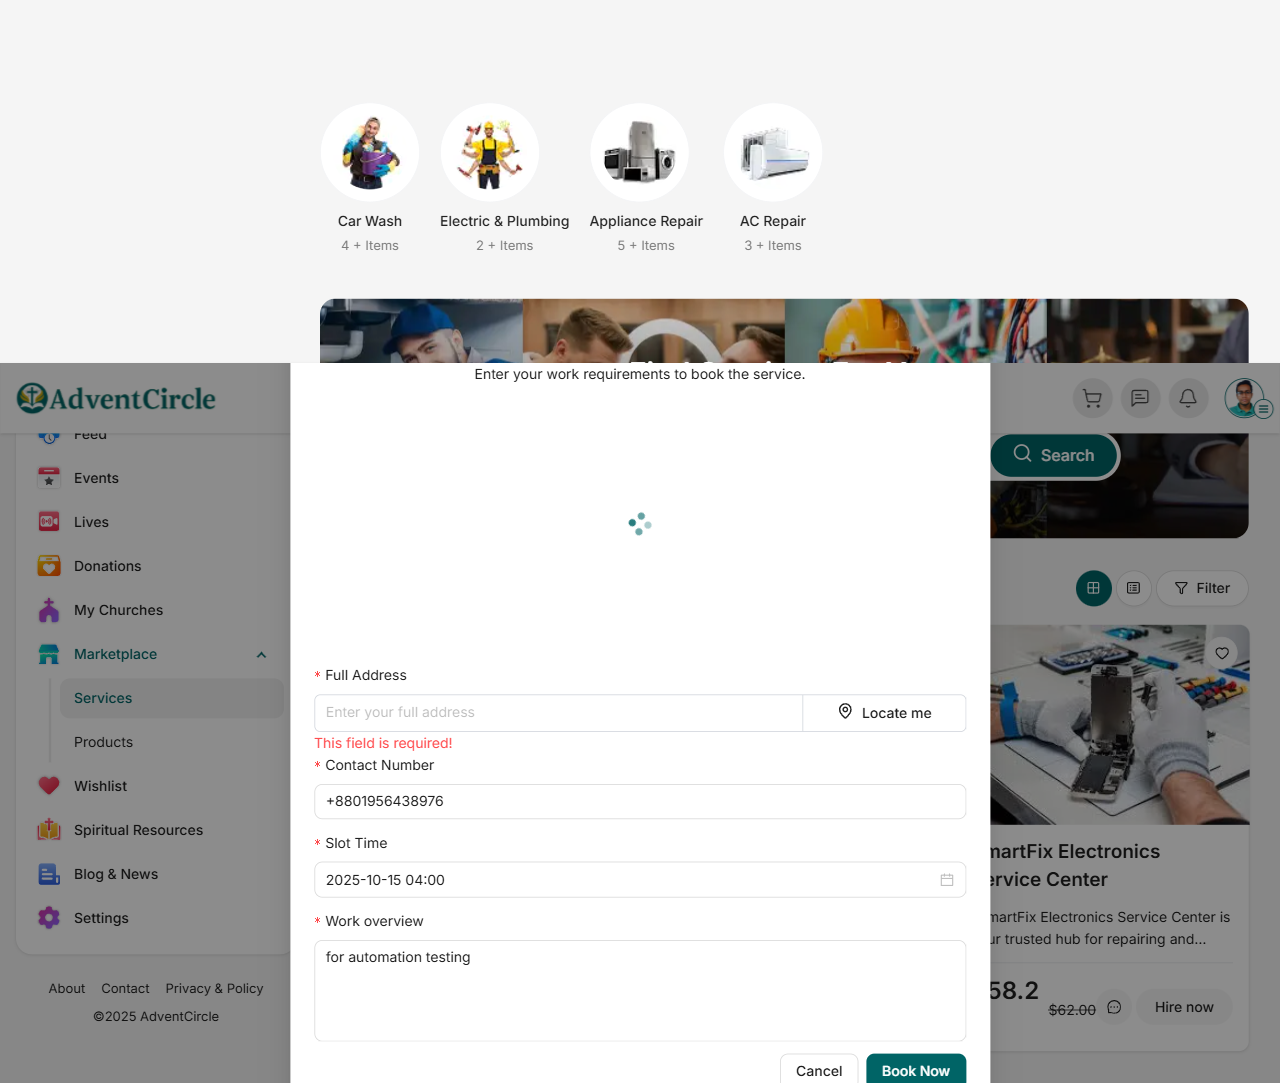 Car Wash
4 + Items
Electric & Plumbing
2 + Items
Appliance Repair
5 + Items
AC Repair
3 + Items
Enter your work requirements to book the service.
AdventCircle
Feed
Events
Lives
Donations
My Churches
Marketplace
Services
Products
Wishlist
Spiritual Resources
Blog & News
Settings
About Contact Privacy & Policy
©2025 AdventCircle
* Full Address
Enter your full address
Locate me
This field is required!
* Contact Number
+8801956438976
* Slot Time
2025-10-15 04:00
* Work overview
for automation testing
Cancel
Book Now
Search
Filter
martFix Electronics
ervice Center
martFix Electronics Service Center is
ur trusted hub for repairing and...
58.2
$62.00
Hire now